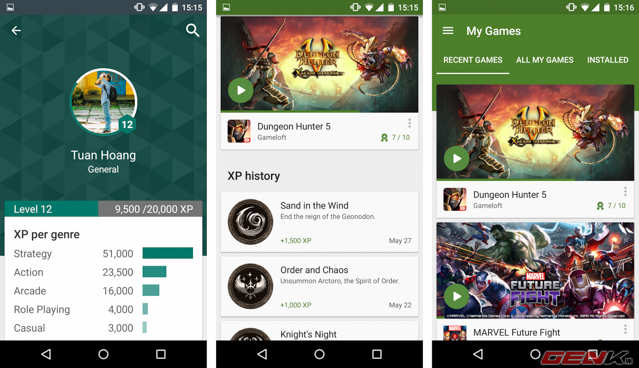 15:15
12
Tuan Hoang
General
Level 12
9,500 /20,000 XP
XP per genre
Strategy 51,000
Action 23,500
Arcade 16,000
Role Playing 4,000
Casual 3,000
15:15
DUNGEON
HUNTER
V
Dungeon Hunter 5
Gameloft
7 / 10
XP history
Sand in the Wind
End the reign of the Geonodon.
+1,500 XP
May 27
Order and Chaos
Unsummon Arctoro, the Spirit of Order.
+1,000 XP
May 22
Knight's Night
15:16
My Games
RECENT GAMES
ALL MY GAMES
INSTALLED
DUNGEON
HUNTER
V
Dungeon Hunter 5
Gameloft
7 / 10
MARVEL
FUTURE
FIGHT
MARVEL Future Fight
GENK